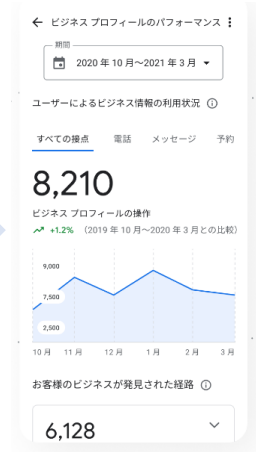 ビジネス プロフィールのパフォーマンス
期間
2020 年 10 月～2021 年 3 月
ユーザーによるビジネス情報の利用状況
すべての接点 電話 メッセージ 予約
8,210
ビジネス プロフィールの操作
+1.2% （2019 年 10 月～2020 年 3 月との比較）
9,000
7,500
2,500
10 月 11 月 12 月 1 月 2 月 3 月
お客様のビジネスが発見された経路
6,128